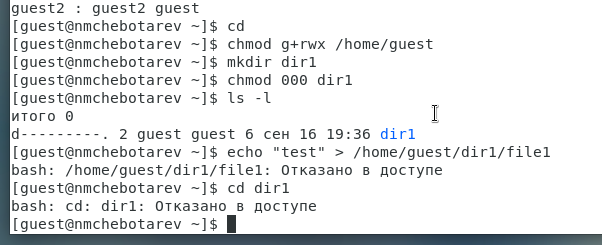 guest2 : guest2 guest
[guest@nmchebotarev ~]$ cd
[guest@nmchebotarev ~]$ chmod g+rwx /home/guest
[guest@nmchebotarev ~]$ mkdir dir1
[guest@nmchebotarev ~]$ chmod 000 dir1
[guest@nmchebotarev ~]$ ls -l
итого 0
d---------. 2 guest guest 6 сен 16 19:36 dir1
[guest@nmchebotarev ~]$ echo "test" > /home/guest/dir1/file1
bash: /home/guest/dir1/file1: Отказано в доступе
[guest@nmchebotarev ~]$ cd dir1
bash: cd: dir1: Отказано в доступе
[guest@nmchebotarev ~]$